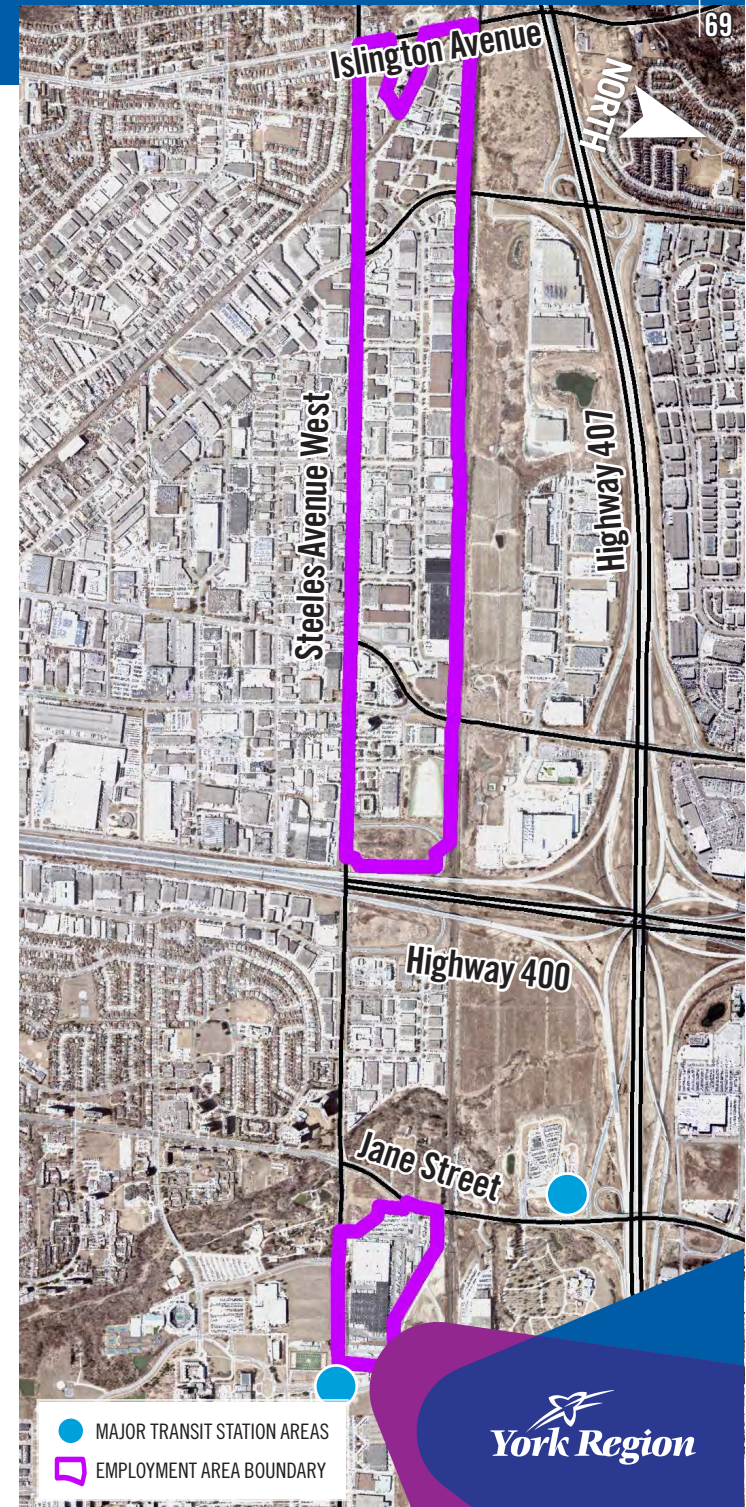 69
Islington Avenue
NORTH
Steeles Avenue West
Highway 407
Highway 400
Jane Street
MAJOR TRANSIT STATION AREAS
EMPLOYMENT AREA BOUNDARY
York Region